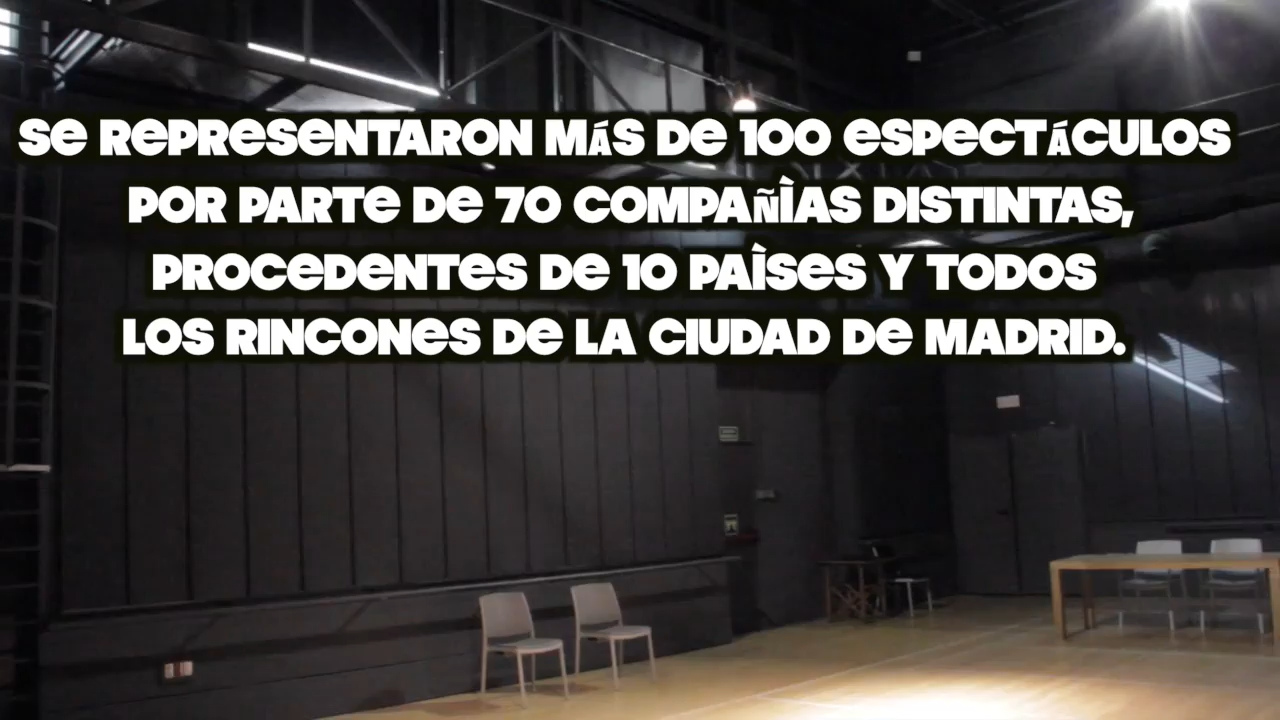 Se representaron más de 100 espectáculos
por parte de 70 compañìas distintas,
procedentes de 10 paìses y todos
los rincones de la ciudad de Madrid.